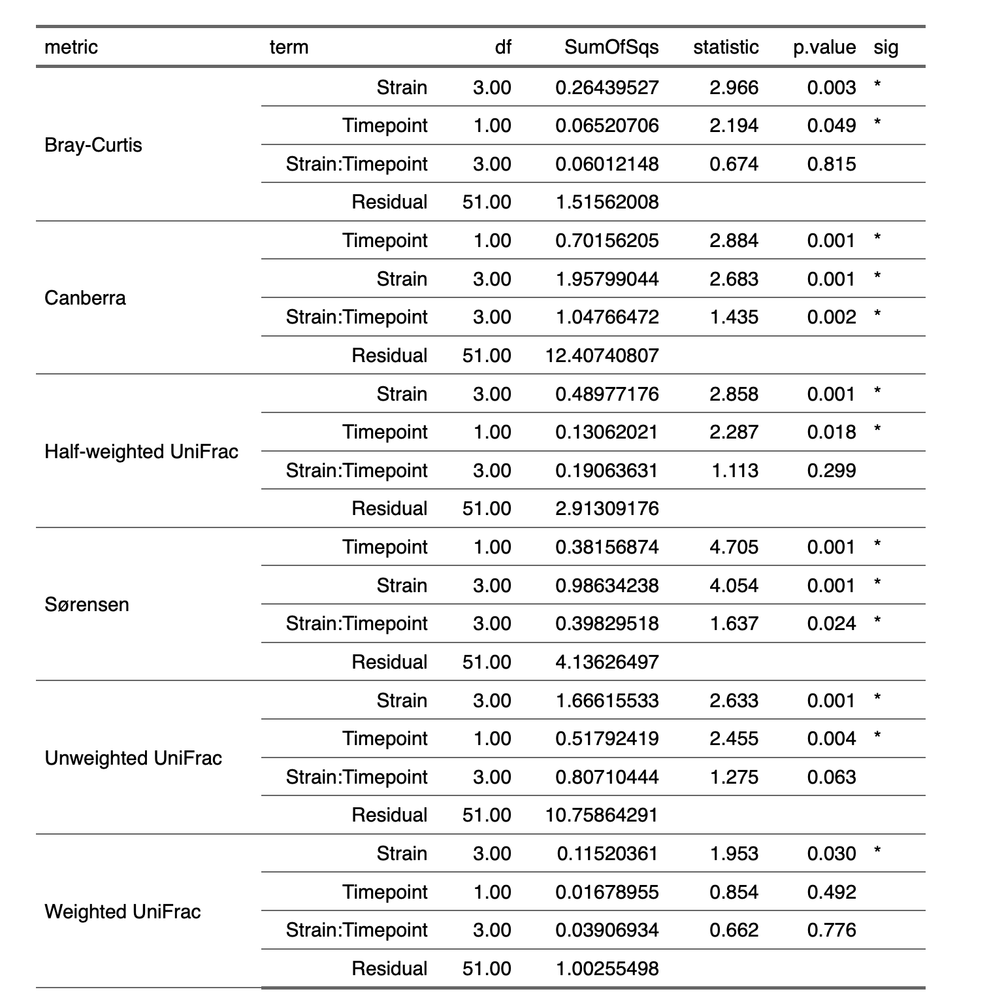 metric term df SumOfSqs statistic p.value sig
Strain 3.00 0.26439527 2.966 0.003 *
Timepoint 1.00 0.06520706 2.194 0.049 *
Bray-Curtis
Strain:Timepoint 3.00 0.06012148 0.674 0.815
Residual 51.00 1.51562008
Timepoint 1.00 0.70156205 2.884 0.001 *
Strain 3.00 1.95799044 2.683 0.001 *
Canberra
Strain:Timepoint 3.00 1.04766472 1.435 0.002 *
Residual 51.00 12.40740807
Strain 3.00 0.48977176 2.858 0.001 *
Timepoint 1.00 0.13062021 2.287 0.018 *
Half-weighted UniFrac
Strain:Timepoint 3.00 0.19063631 1.113 0.299
Residual 51.00 2.91309176
Timepoint 1.00 0.38156874 4.705 0.001 *
Strain 3.00 0.98634238 4.054 0.001 *
Sørensen
Strain:Timepoint 3.00 0.39829518 1.637 0.024 *
Residual 51.00 4.13626497
Strain 3.00 1.66615533 2.633 0.001 *
Timepoint 1.00 0.51792419 2.455 0.004 *
Unweighted UniFrac
Strain:Timepoint 3.00 0.80710444 1.275 0.063
Residual 51.00 10.75864291
Strain 3.00 0.11520361 1.953 0.030 *
Timepoint 1.00 0.01678955 0.854 0.492
Weighted UniFrac
Strain:Timepoint 3.00 0.03906934 0.662 0.776
Residual 51.00 1.00255498